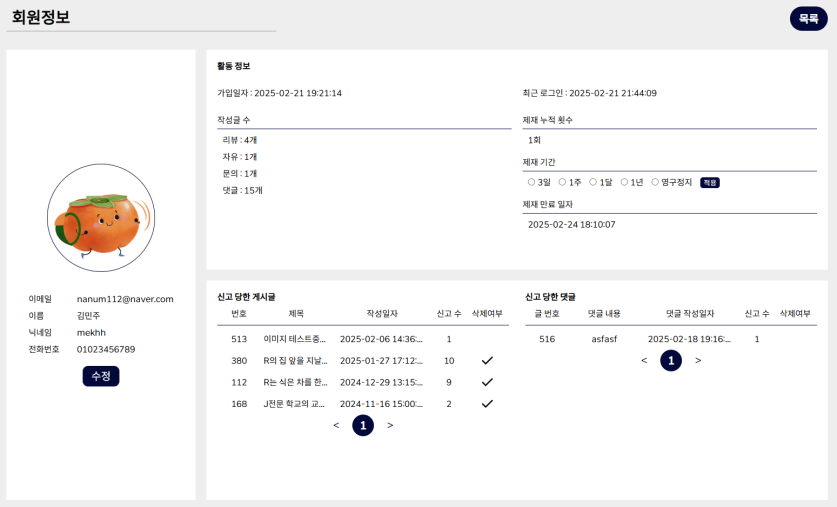 회원정보
목록
이메일 nanum112@naver.com
이름 김민주
닉네임 mekhh
전화번호 01023456789
수정
활동 정보
가입일자 : 2025-02-21 19:21:14
작성글 수
리뷰 : 4개
자유 : 1개
문의 : 1개
댓글 : 15개
최근 로그인 : 2025-02-21 21:44:09
제재 누적 횟수
1회
제재 기간
3일 1주 1달 1년 영구정지 적용
제재 만료 일자
2025-02-24 18:10:07
신고 당한 게시글
번호 제목 작성일자 신고 수 삭제여부
513 이미지 테스트중... 2025-02-06 14:36:... 1
380 R의 집 앞을 지날... 2025-01-27 17:12:... 10
112 R는 식은 차를 한... 2024-12-29 13:15:... 9
168 J전문 학교의 교... 2024-11-16 15:00:... 2
< 1 >
신고 당한 댓글
글 번호 댓글 내용 댓글 작성일자 신고 수 삭제여부
516 asfasf 2025-02-18 19:16:... 1
< 1 >